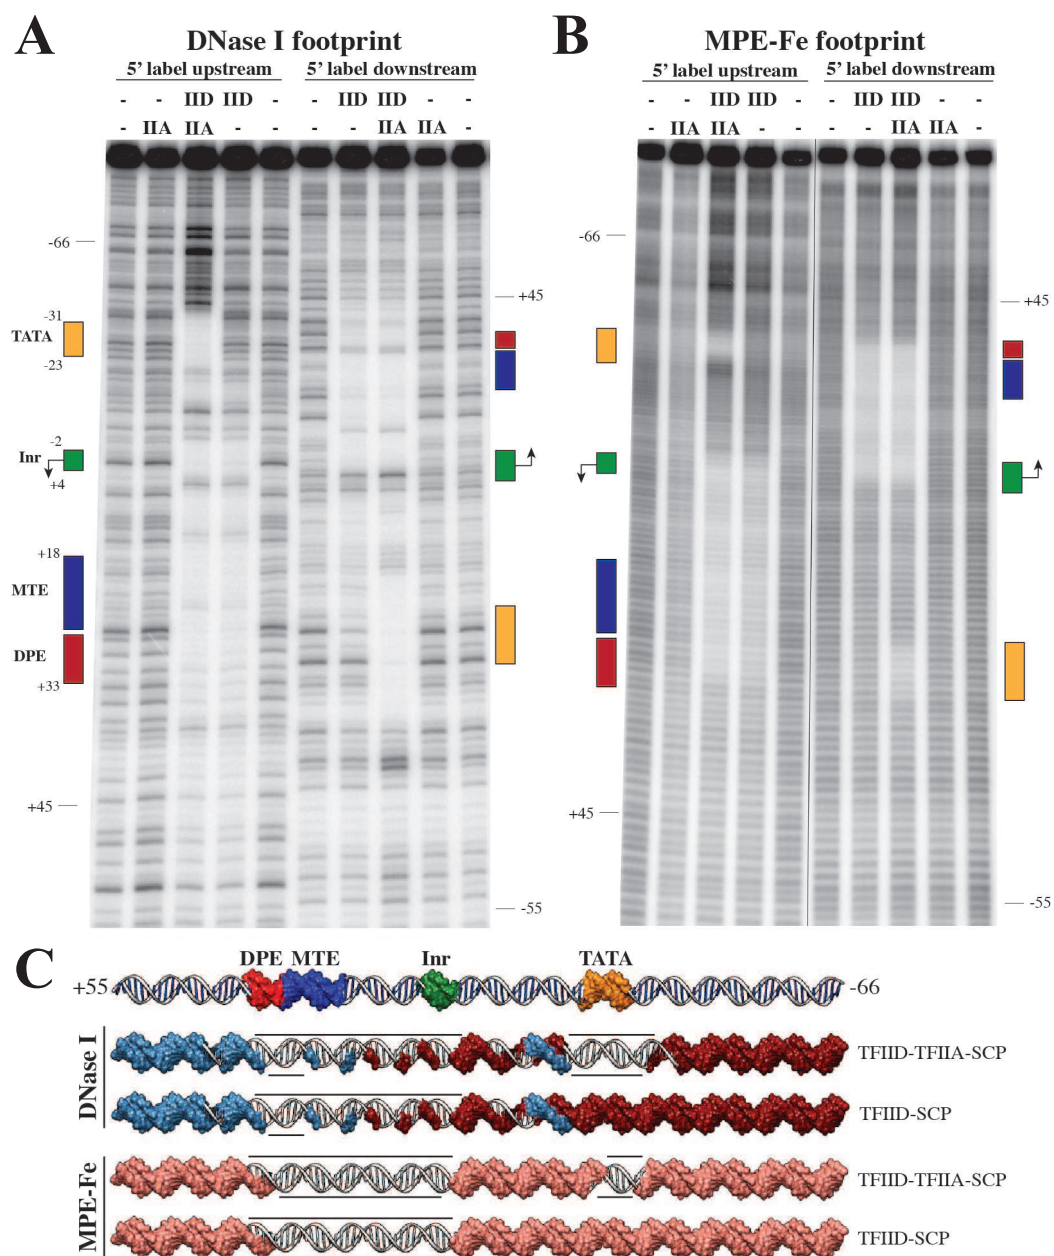 A
DNase I footprint
5' label upstream 5' label downstream
- - IID IID - - IID IID - -
- IIA IIA - - - - IIA IIA -
-66
+45
-31
TATA
-23
-2
Inr
+4
+18
MTE
DPE
+33
+45
-55
B
MPE-Fe footprint
5' label upstream 5' label downstream
- - IID IID - - IID IID - -
- IIA IIA - - - - IIA IIA -
-66
+45
+45
-55
C
DPE MTE Inr TATA
+55 -66
DNase I
TFIID-TFIIA-SCP
TFIID-SCP
MPE-Fe
TFIID-TFIIA-SCP
TFIID-SCP